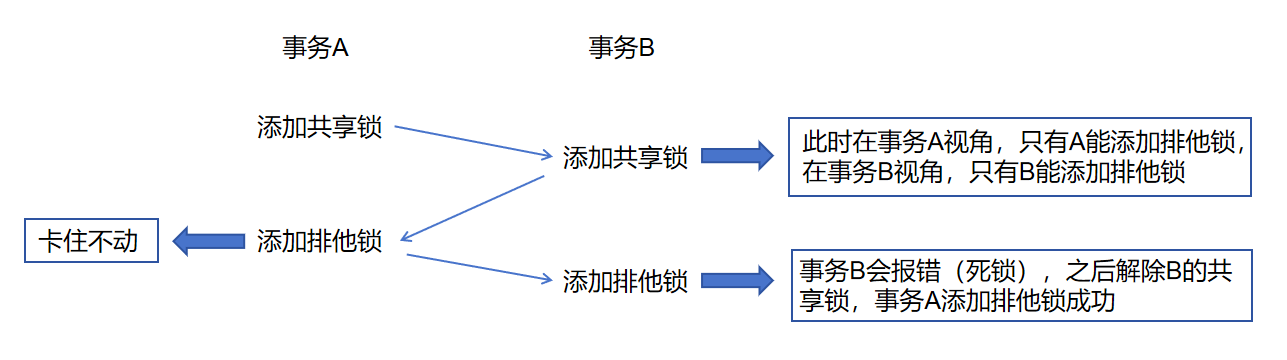 事务A
事务B
添加共享锁
添加共享锁
此时在事务A视角，只有A能添加排他锁，
在事务B视角，只有B能添加排他锁
卡住不动
添加排他锁
添加排他锁
事务B会报错（死锁），之后解除B的共
享锁，事务A添加排他锁成功